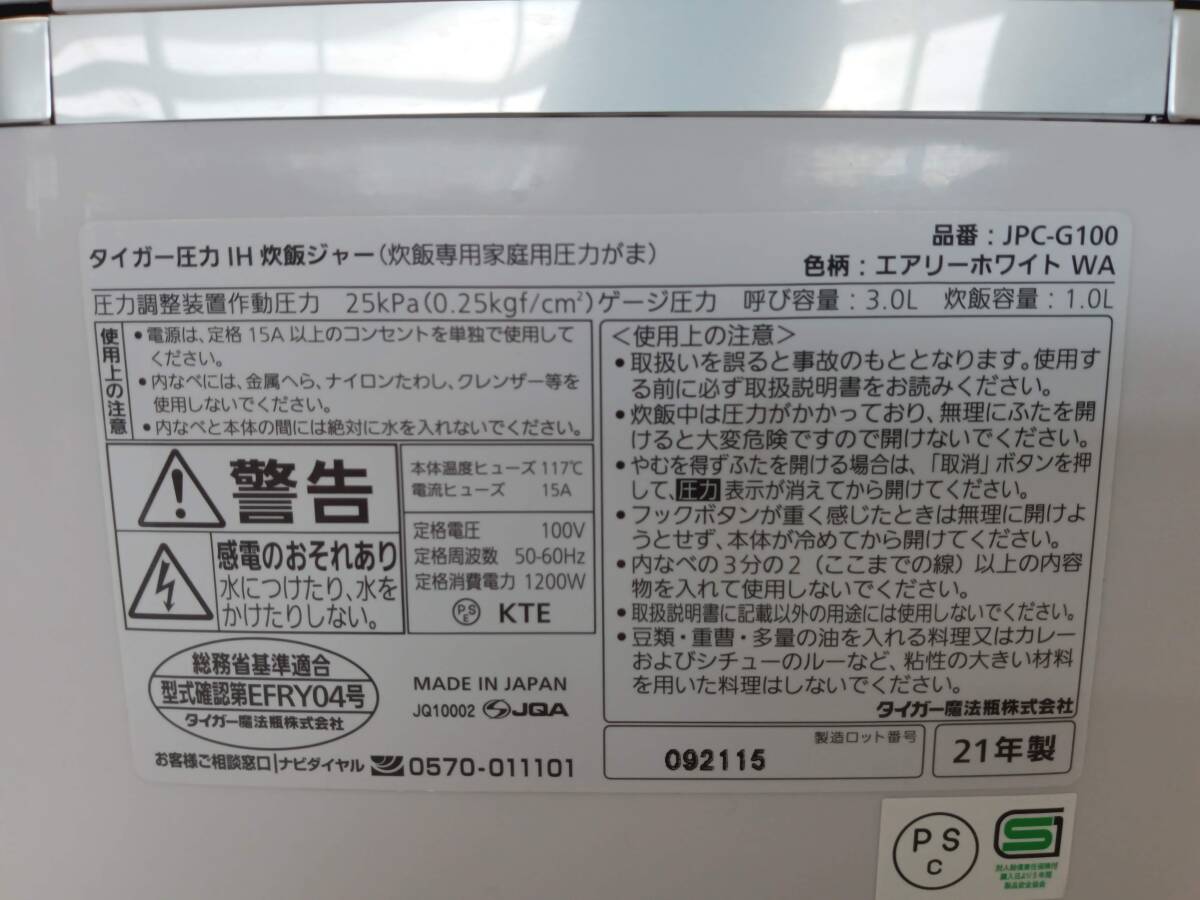 タイガー圧力IH 炊飯ジャー(炊飯専用家庭用圧力がま)
品番:JPC-G100
色柄:エアリーホワイト WA
圧力調整装置作動圧力 25kPa(0.25kgf/cm²)ゲージ圧力 呼び容量:3.0L 炊飯容量:1.0L
使用上の注意
•電源は、定格15A以上のコンセントを単独で使用して
ください。
•内なべには、金属へら、ナイロンたわし、クレンザー等を
使用しないでください。
•内なべと本体の間には絶対に水を入れないでください。
警告
感電のおそれあり
水につけたり、水を
かけたりしない。
本体温度ヒューズ 117℃
電流ヒューズ 15A
定格電圧 100V
定格周波数 50-60Hz
定格消費電力 1200W
PSE KTE
総務省基準適合
型式確認第EFRY04号
タイガー魔法瓶株式会社
MADE IN JAPAN
JQ10002 JQA
お客様ご相談窓口|ナビダイヤル 0570-011101
<使用上の注意>
•取扱いを誤ると事故のもととなります。使用す
る前に必ず取扱説明書をお読みください。
•炊飯中は圧力がかかっており、無理にふたを開
けると大変危険ですので開けないでください。
•やむを得ずふたを開ける場合は、「取消」ボタンを押
して、圧力表示が消えてから開けてください。
•フックボタンが重く感じたときは無理に開けよ
うとせず、本体が冷めてから開けてください。
•内なべの3分の2(ここまでの線)以上の内容
物を入れて使用しないでください。
•取扱説明書に記載以外の用途には使用しないでください。
•豆類・重曹・多量の油を入れる料理又はカレー
およびシチューのルーなど、粘性の大きい材料
を用いた料理はしないでください。
タイガー魔法瓶株式会社
製造ロット番号
092115
21年製
PSC
SG
対人賠償責任保険付
購入日より5年間
製品安全協会